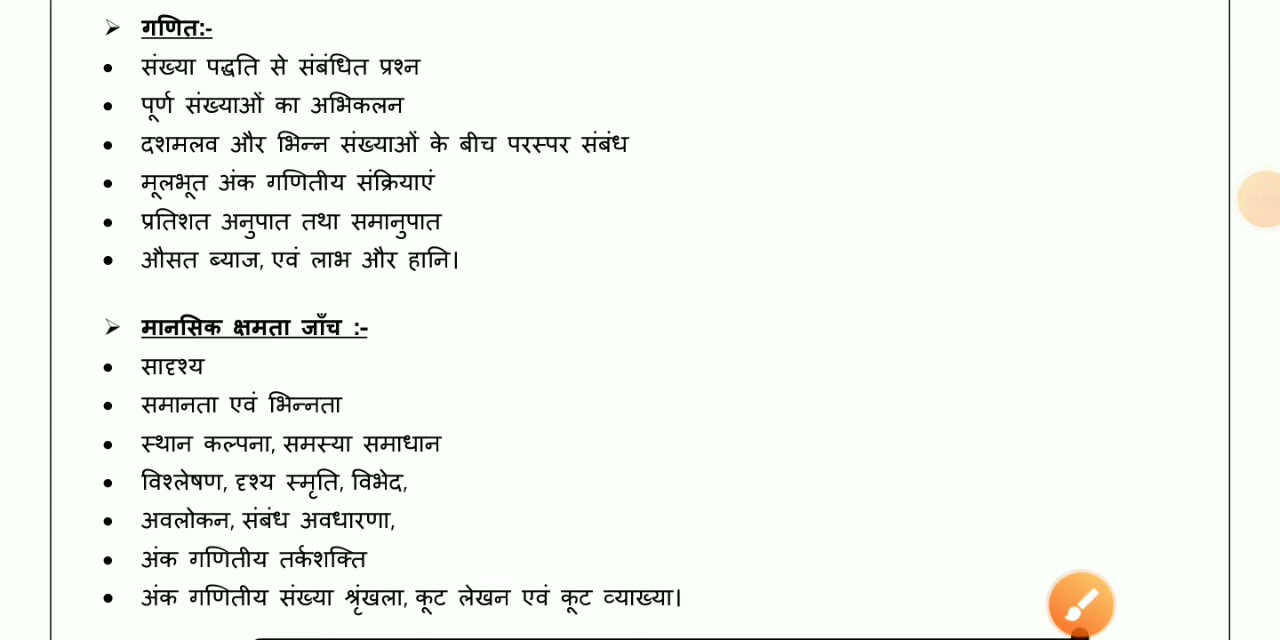 ➢ गणित:-
• संख्या पद्धति से संबंधित प्रश्न
• पूर्ण संख्याओं का अभिकलन
• दशमलव और भिन्न संख्याओं के बीच परस्पर संबंध
• मूलभूत अंक गणितीय संक्रियाएं
• प्रतिशत अनुपात तथा समानुपात
• औसत ब्याज, एवं लाभ और हानि।
➢ मानसिक क्षमता जाँच :-
• सादृश्य
• समानता एवं भिन्नता
• स्थान कल्पना, समस्या समाधान
• विश्लेषण, दृश्य स्मृति, विभेद,
• अवलोकन, संबंध अवधारणा,
• अंक गणितीय तर्कशक्ति
• अंक गणितीय संख्या श्रृंखला, कूट लेखन एवं कूट व्याख्या।